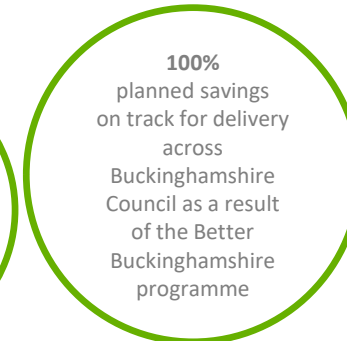 100%
planned savings
on track for delivery
across
Buckinghamshire
Council as a result
of the Better
Buckinghamshire
programme